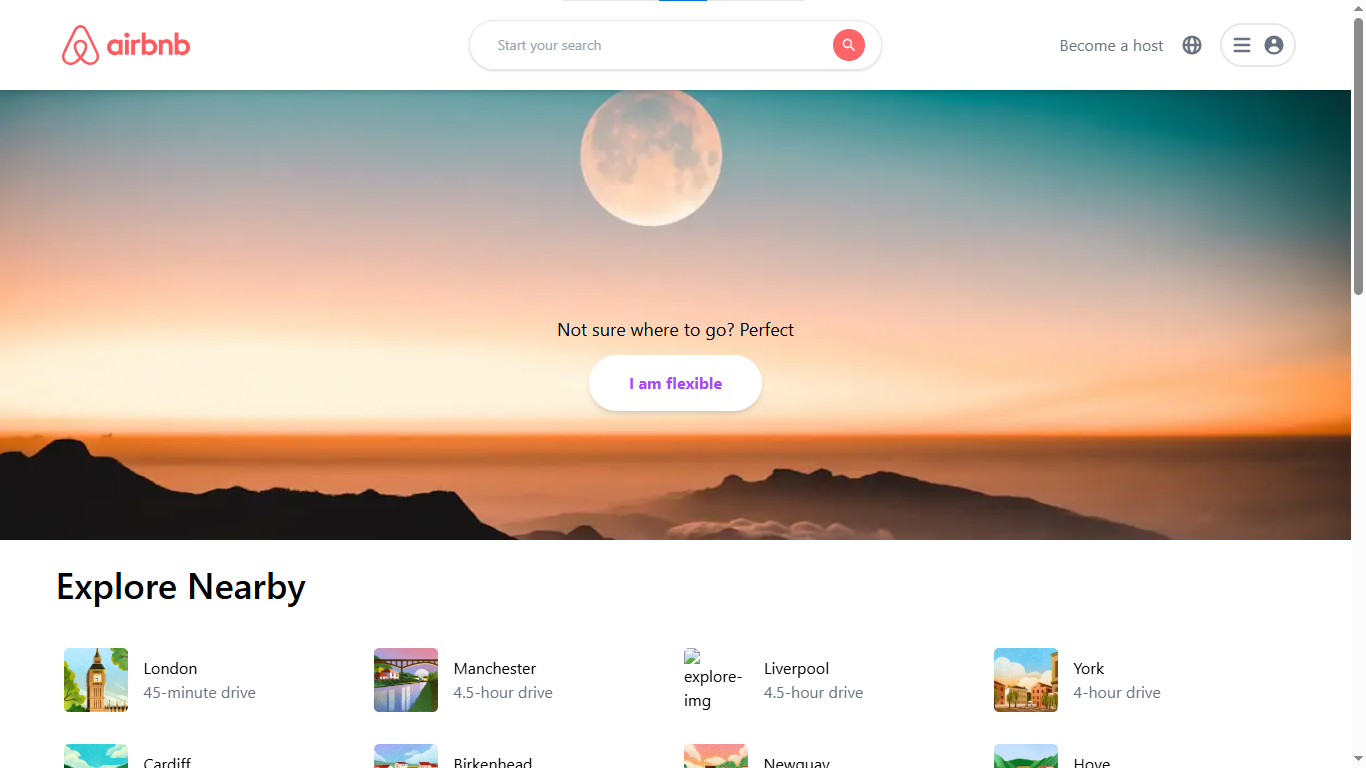 airbnb
Start your search
Become a host
Not sure where to go? Perfect
I am flexible
Explore Nearby
London
45-minute drive
Manchester
4.5-hour drive
explore-
img
Liverpool
4.5-hour drive
York
4-hour drive
Cardiff
Birkenhead
Newquay
Hove